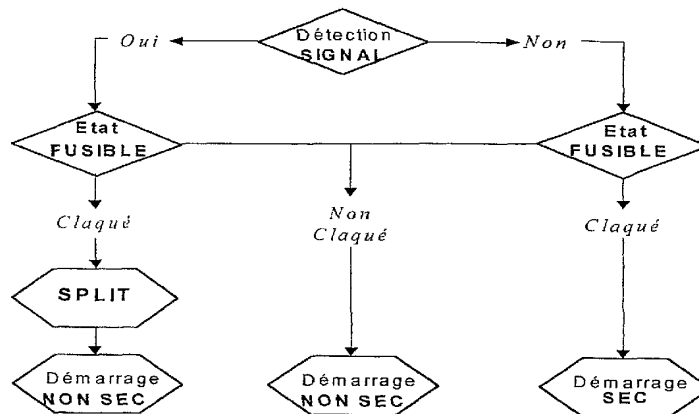 Détection
Oui
SIGNAL
Non
Etat
FUSIBLE
Etat
FUSIBLE
Claqué
Non
Claqué
Claqué
SPLIT
Démarrage
NON SEC
Démarrage
NON SEC
Démarrage
SEC